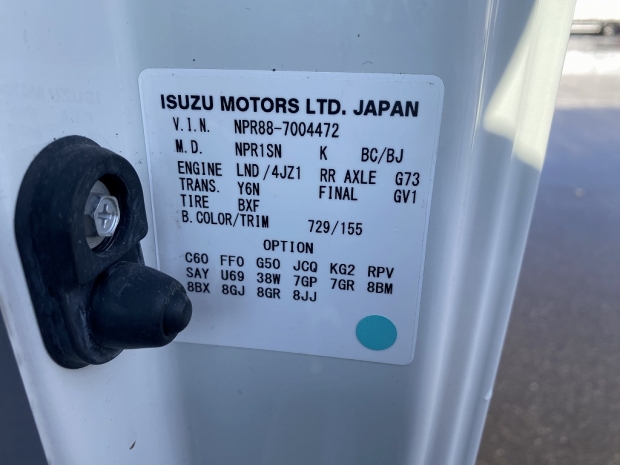 ISUZU MOTORS LTD. JAPAN
V.I.N. NPR88-7004472
M.D. NPR1SN K BC/BJ
ENGINE LND/4JZ1 RR AXLE G73
TRANS. Y6N FINAL GV1
TIRE BXF
B.COLOR/TRIM 729/155
OPTION
C60 FF0 G50 JCQ KG2 RPV
SAY U69 38W 7GP 7GR 8BM
8BX 8GJ 8GR 8JJ